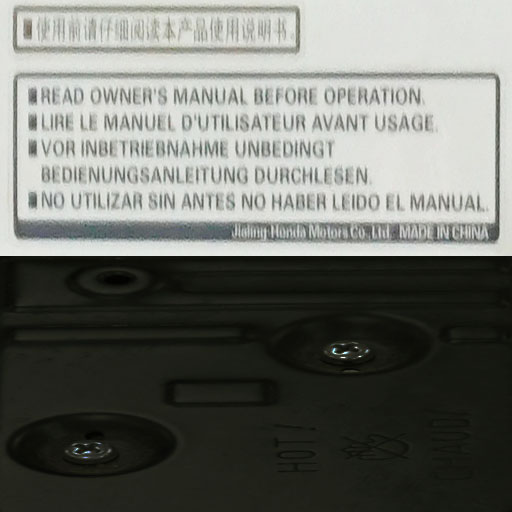 ■使用前请仔细阅读本产品使用说明书.
■READ OWNER'S MANUAL BEFORE OPERATION.
■LIRE LE MANUEL D'UTILISATEUR AVANT USAGE.
■VOR INBETRIEBNAHME UNBEDINGT
BEDIENUNGSANLEITUNG DURCHLESEN.
■NO UTILIZAR SIN ANTES NO HABER LEIDO EL MANUAL.
Jialing-Honda Motors Co., Ltd. MADE IN CHINA
HOT/
CHAUD/